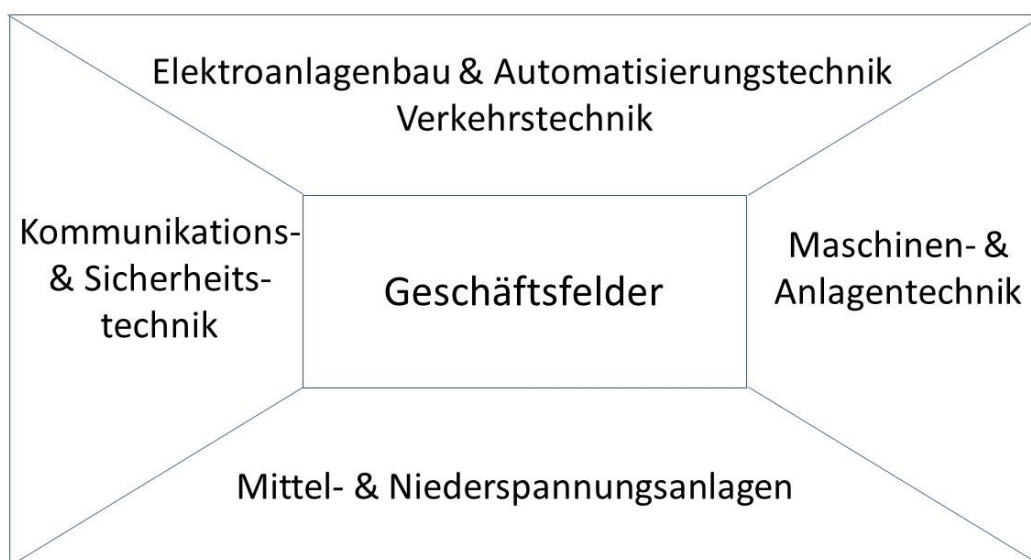 Elektroanlagenbau & Automatisierungstechnik
Verkehrstechnik
Kommunikations-
& Sicherheits-
technik
Geschäftsfelder
Maschinen- &
Anlagentechnik
Mittel- & Niederspannungsanlagen